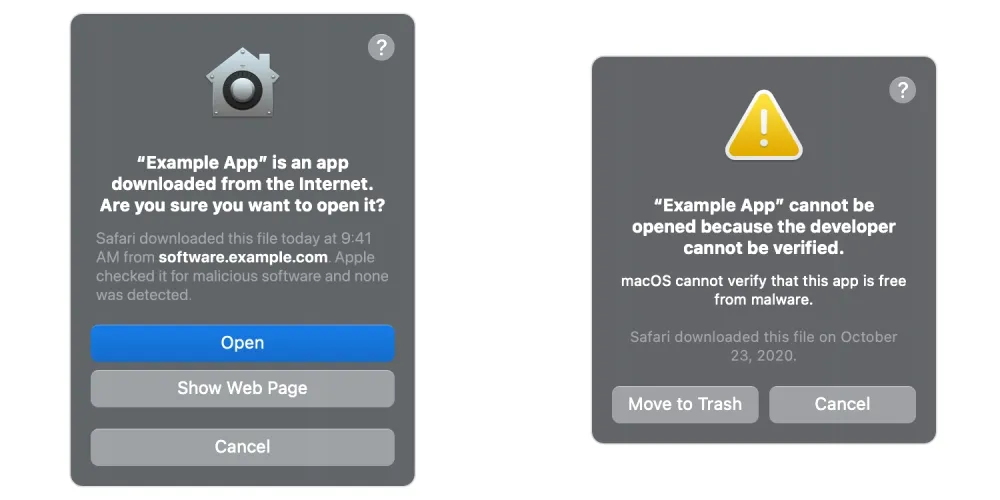 ?
“Example App” is an app
downloaded from the Internet.
Are you sure you want to open it?
Safari downloaded this file today at 9:41
AM from software.example.com. Apple
checked it for malicious software and none
was detected.
Open
Show Web Page
Cancel
?
“Example App” cannot be
opened because the developer
cannot be verified.
macOS cannot verify that this app is free
from malware.
Safari downloaded this file on October
23, 2020.
Move to Trash
Cancel